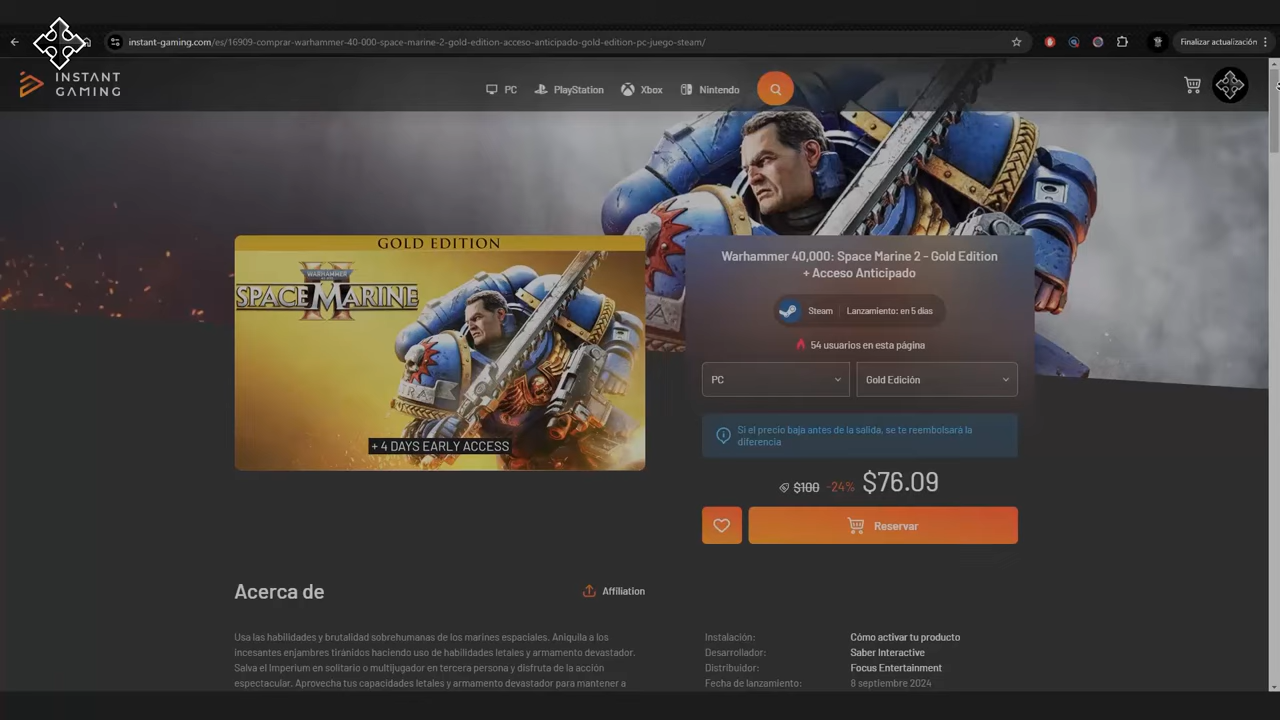 instant-gaming.com/es/16909-comprar-warhammer-40-000-space-marine-2-gold-edition-acceso-anticipado-gold-edition-pc-juego-steam/
Finalizar actualización
INSTANT
GAMING
PC
PlayStation
Xbox
Nintendo
GOLD EDITION
WARHAMMER
SPACE MARINE
+ 4 DAYS EARLY ACCESS
Warhammer 40,000: Space Marine 2 - Gold Edition
+ Acceso Anticipado
Steam
Lanzamiento: en 5 días
54 usuarios en esta página
PC
Gold Edición
Si el precio baja antes de la salida, se te reembolsará la
diferencia
$100 -24% $76.09
Reservar
Acerca de
Affiliation
Usa las habilidades y brutalidad sobrehumanas de los marines espaciales. Aniquila a los
incesantes enjambres tiránidos haciendo uso de habilidades letales y armamento devastador.
Salva el Imperium en solitario o multijugador en tercera persona y disfruta de la acción
espectacular. Aprovecha tus capacidades letales y armamento devastador para mantener a
Instalación: Cómo activar tu producto
Desarrollador: Saber Interactive
Distribuidor: Focus Entertainment
Fecha de lanzamiento: 8 septiembre 2024